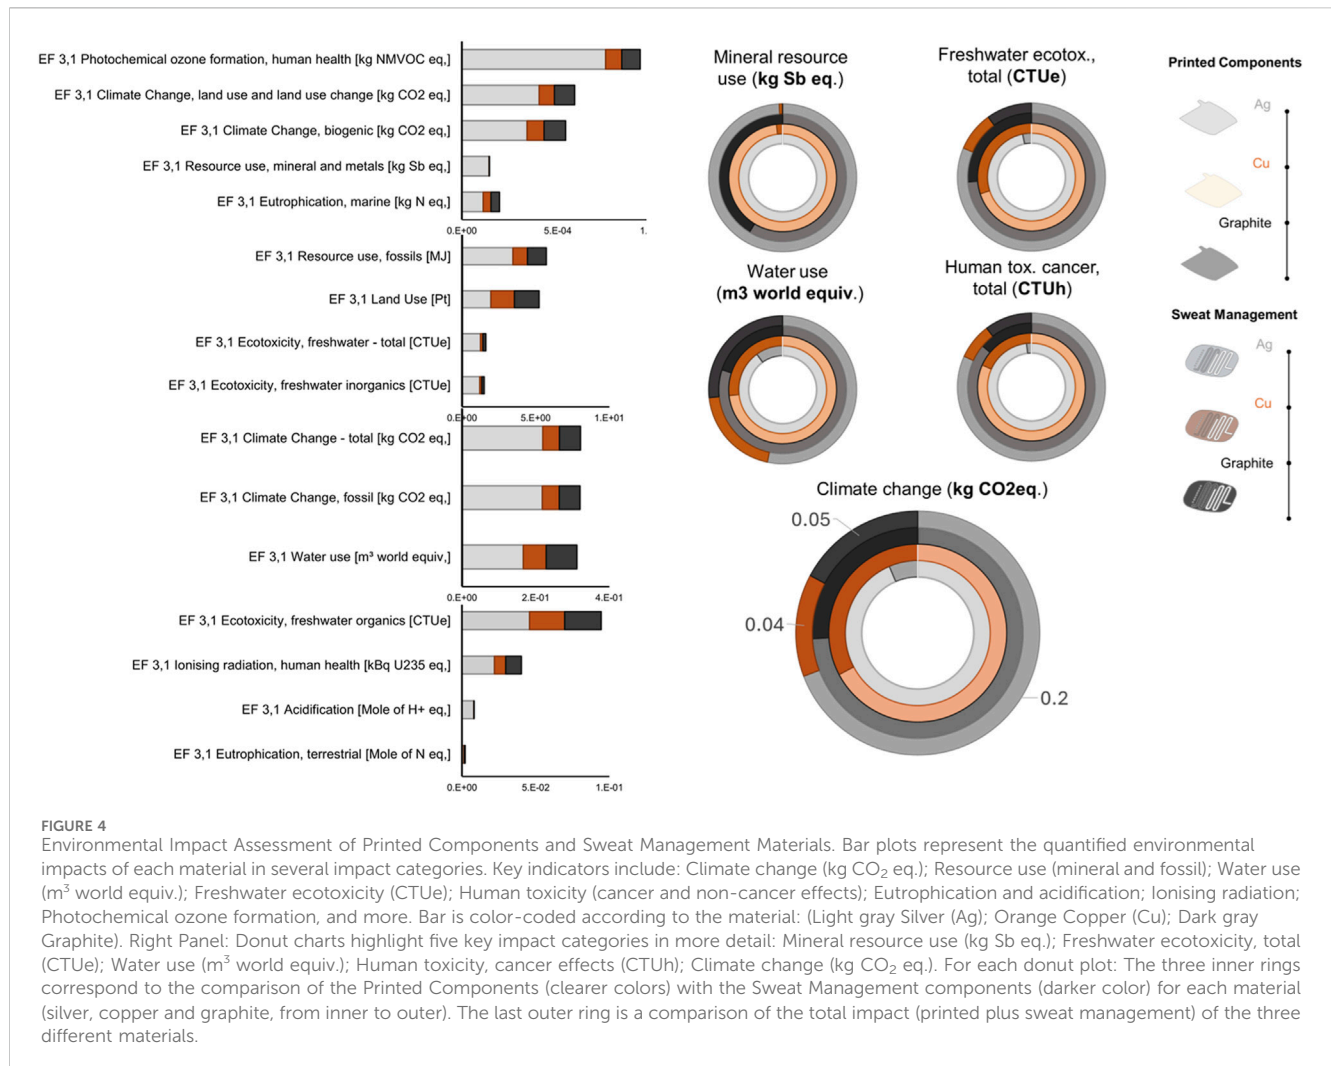 EF 3,1 Photochemical ozone formation, human health [kg NMVOC eq,]
EF 3,1 Climate Change, land use and land use change [kg CO2 eq,]
EF 3,1 Climate Change, biogenic [kg CO2 eq,]
EF 3,1 Resource use, mineral and metals [kg Sb eq,]
EF 3,1 Eutrophication, marine [kg N eq,]
0.E+00 5.E-04 1.
EF 3,1 Resource use, fossils [MJ]
EF 3,1 Land Use [Pt]
EF 3,1 Ecotoxicity, freshwater - total [CTUe]
EF 3,1 Ecotoxicity, freshwater inorganics [CTUe]
0.E+00 5.E+00 1.E+01
EF 3,1 Climate Change - total [kg CO2 eq,]
EF 3,1 Climate Change, fossil [kg CO2 eq,]
EF 3,1 Water use [m³ world equiv,]
0.E+00 2.E-01 4.E-01
EF 3,1 Ecotoxicity, freshwater organics [CTUe]
EF 3,1 Ionising radiation, human health [kBq U235 eq,]
EF 3,1 Acidification [Mole of H+ eq,]
EF 3,1 Eutrophication, terrestrial [Mole of N eq,]
0.E+00 5.E-02 1.E-01
Mineral resource
use (kg Sb eq.)
Freshwater ecotox.,
total (CTUe)
Water use
(m3 world equiv.)
Human tox. cancer,
total (CTUh)
Climate change (kg CO2eq.)
0.05
0.04
0.2
Printed Components
Ag
Cu
Graphite
Sweat Management
Ag
Cu
Graphite
FIGURE 4
Environmental Impact Assessment of Printed Components and Sweat Management Materials. Bar plots represent the quantified environmental
impacts of each material in several impact categories. Key indicators include: Climate change (kg CO₂ eq.); Resource use (mineral and fossil); Water use
(m³ world equiv.); Freshwater ecotoxicity (CTUe); Human toxicity (cancer and non-cancer effects); Eutrophication and acidification; Ionising radiation;
Photochemical ozone formation, and more. Bar is color-coded according to the material: (Light gray Silver (Ag); Orange Copper (Cu); Dark gray
Graphite). Right Panel: Donut charts highlight five key impact categories in more detail: Mineral resource use (kg Sb eq.); Freshwater ecotoxicity, total
(CTUe); Water use (m³ world equiv.); Human toxicity, cancer effects (CTUh); Climate change (kg CO₂ eq.). For each donut plot: The three inner rings
correspond to the comparison of the Printed Components (clearer colors) with the Sweat Management components (darker color) for each material
(silver, copper and graphite, from inner to outer). The last outer ring is a comparison of the total impact (printed plus sweat management) of the three
different materials.